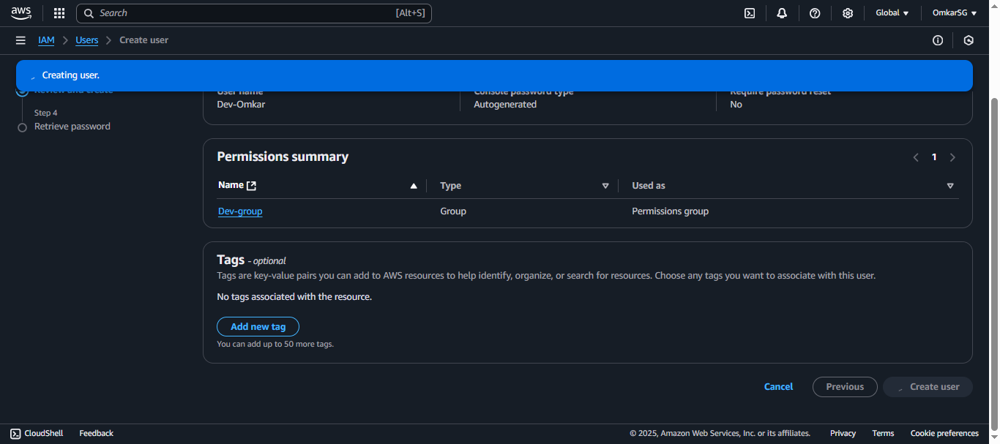 aws
Search [Alt+S]
Global
OmkarSG
IAM > Users > Create user
Creating user.
Review and create
Step 4
Retrieve password
User name
Dev-Omkar
Console password type
Autogenerated
Require password reset
No
Permissions summary
1
Name Type Used as
Dev-group Group Permissions group
Tags - optional
Tags are key-value pairs you can add to AWS resources to help identify, organize, or search for resources. Choose any tags you want to associate with this user.
No tags associated with the resource.
Add new tag
You can add up to 50 more tags.
Cancel Previous Create user
CloudShell Feedback © 2025, Amazon Web Services, Inc. or its affiliates. Privacy Terms Cookie preferences